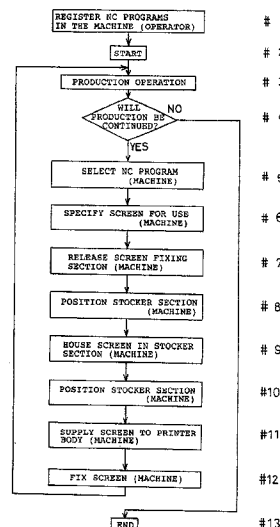 REGISTER NC PROGRAMS
IN THE MACHINE (OPERATOR)
#
START
#
PRODUCTION OPERATION
#
WILL
PRODUCTION BE
CONTINUED?
NO
#
YES
SELECT NC PROGRAM
(MACHINE)
#
SPECIFY SCREEN FOR USE
(MACHINE)
# 6
RELEASE SCREEN FIXING
SECTION (MACHINE)
# 7
POSITION STOCKER SECTION
(MACHINE)
# 8
HOUSE SCREEN IN STOCKER
SECTION (MACHINE)
# 9
POSITION STOCKER SECTION
(MACHINE)
#10
SUPPLY SCREEN TO PRINTER
BODY (MACHINE)
#11
FIX SCREEN (MACHINE)
#12
END
#13